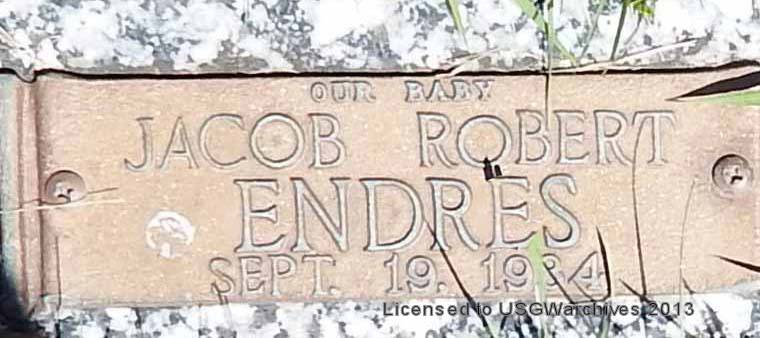 OUR BABY
JACOB ROBERT
ENDRES
SEPT. 19. 1984
Licensed to USGWarchives 2013